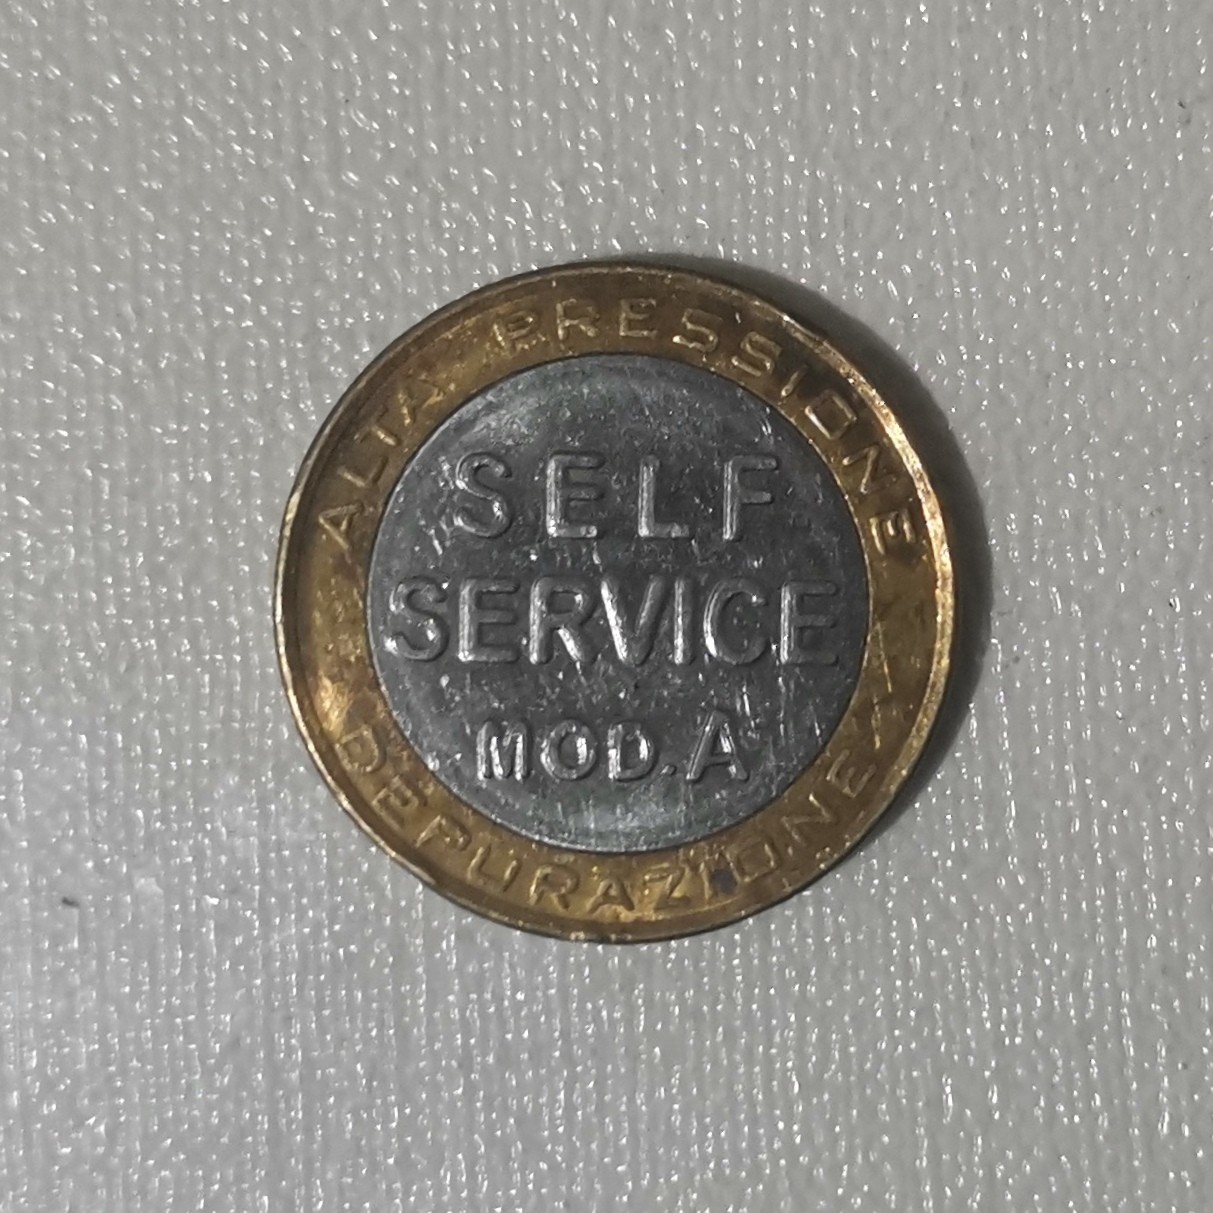 ALTA PRESSIONE
SELF
SERVICE
MOD. A
DEPURAZIONE